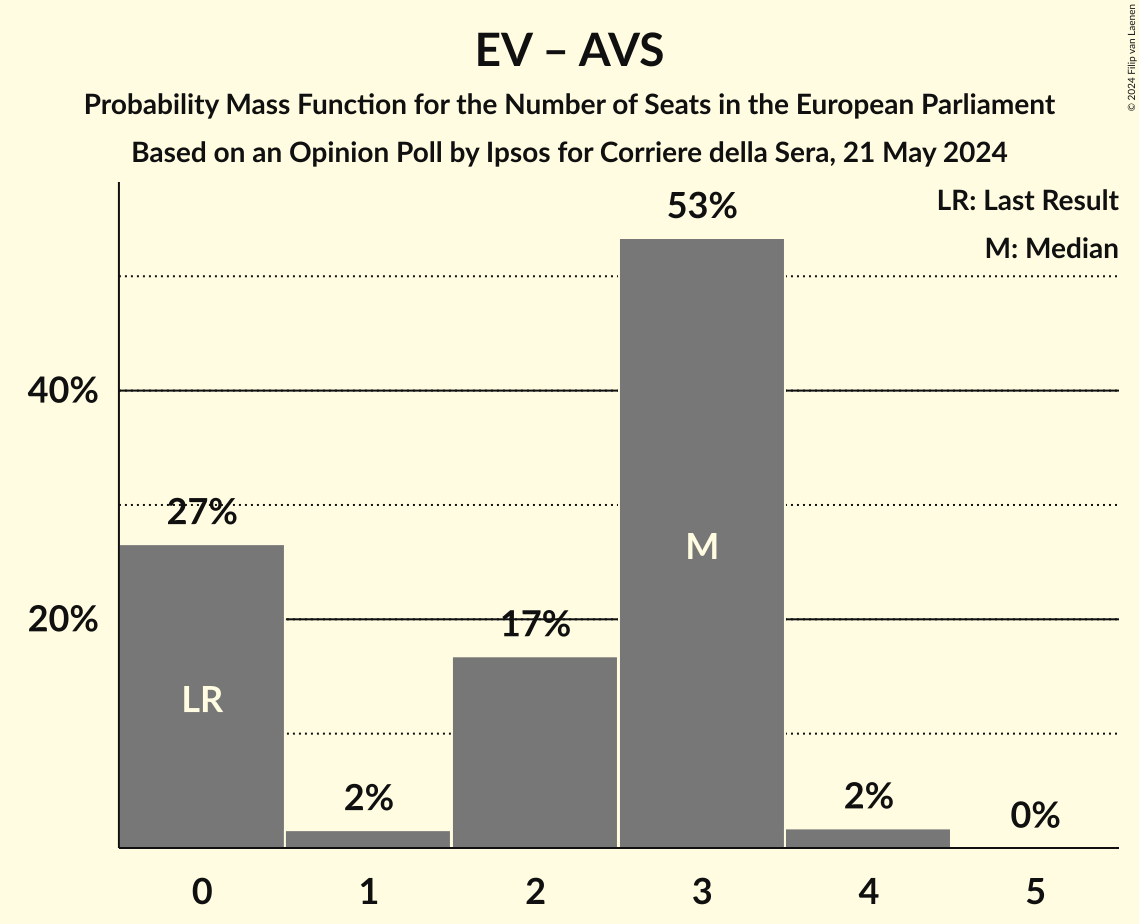 EV – AVS
Probability Mass Function for the Number of Seats in the European Parliament
Based on an Opinion Poll by Ipsos for Corriere della Sera, 21 May 2024
© 2024 Filip van Laenen
LR: Last Result
M: Median
53%
40%
27%
M
20%
17%
LR
2%
2%
0%
0 1 2 3 4 5